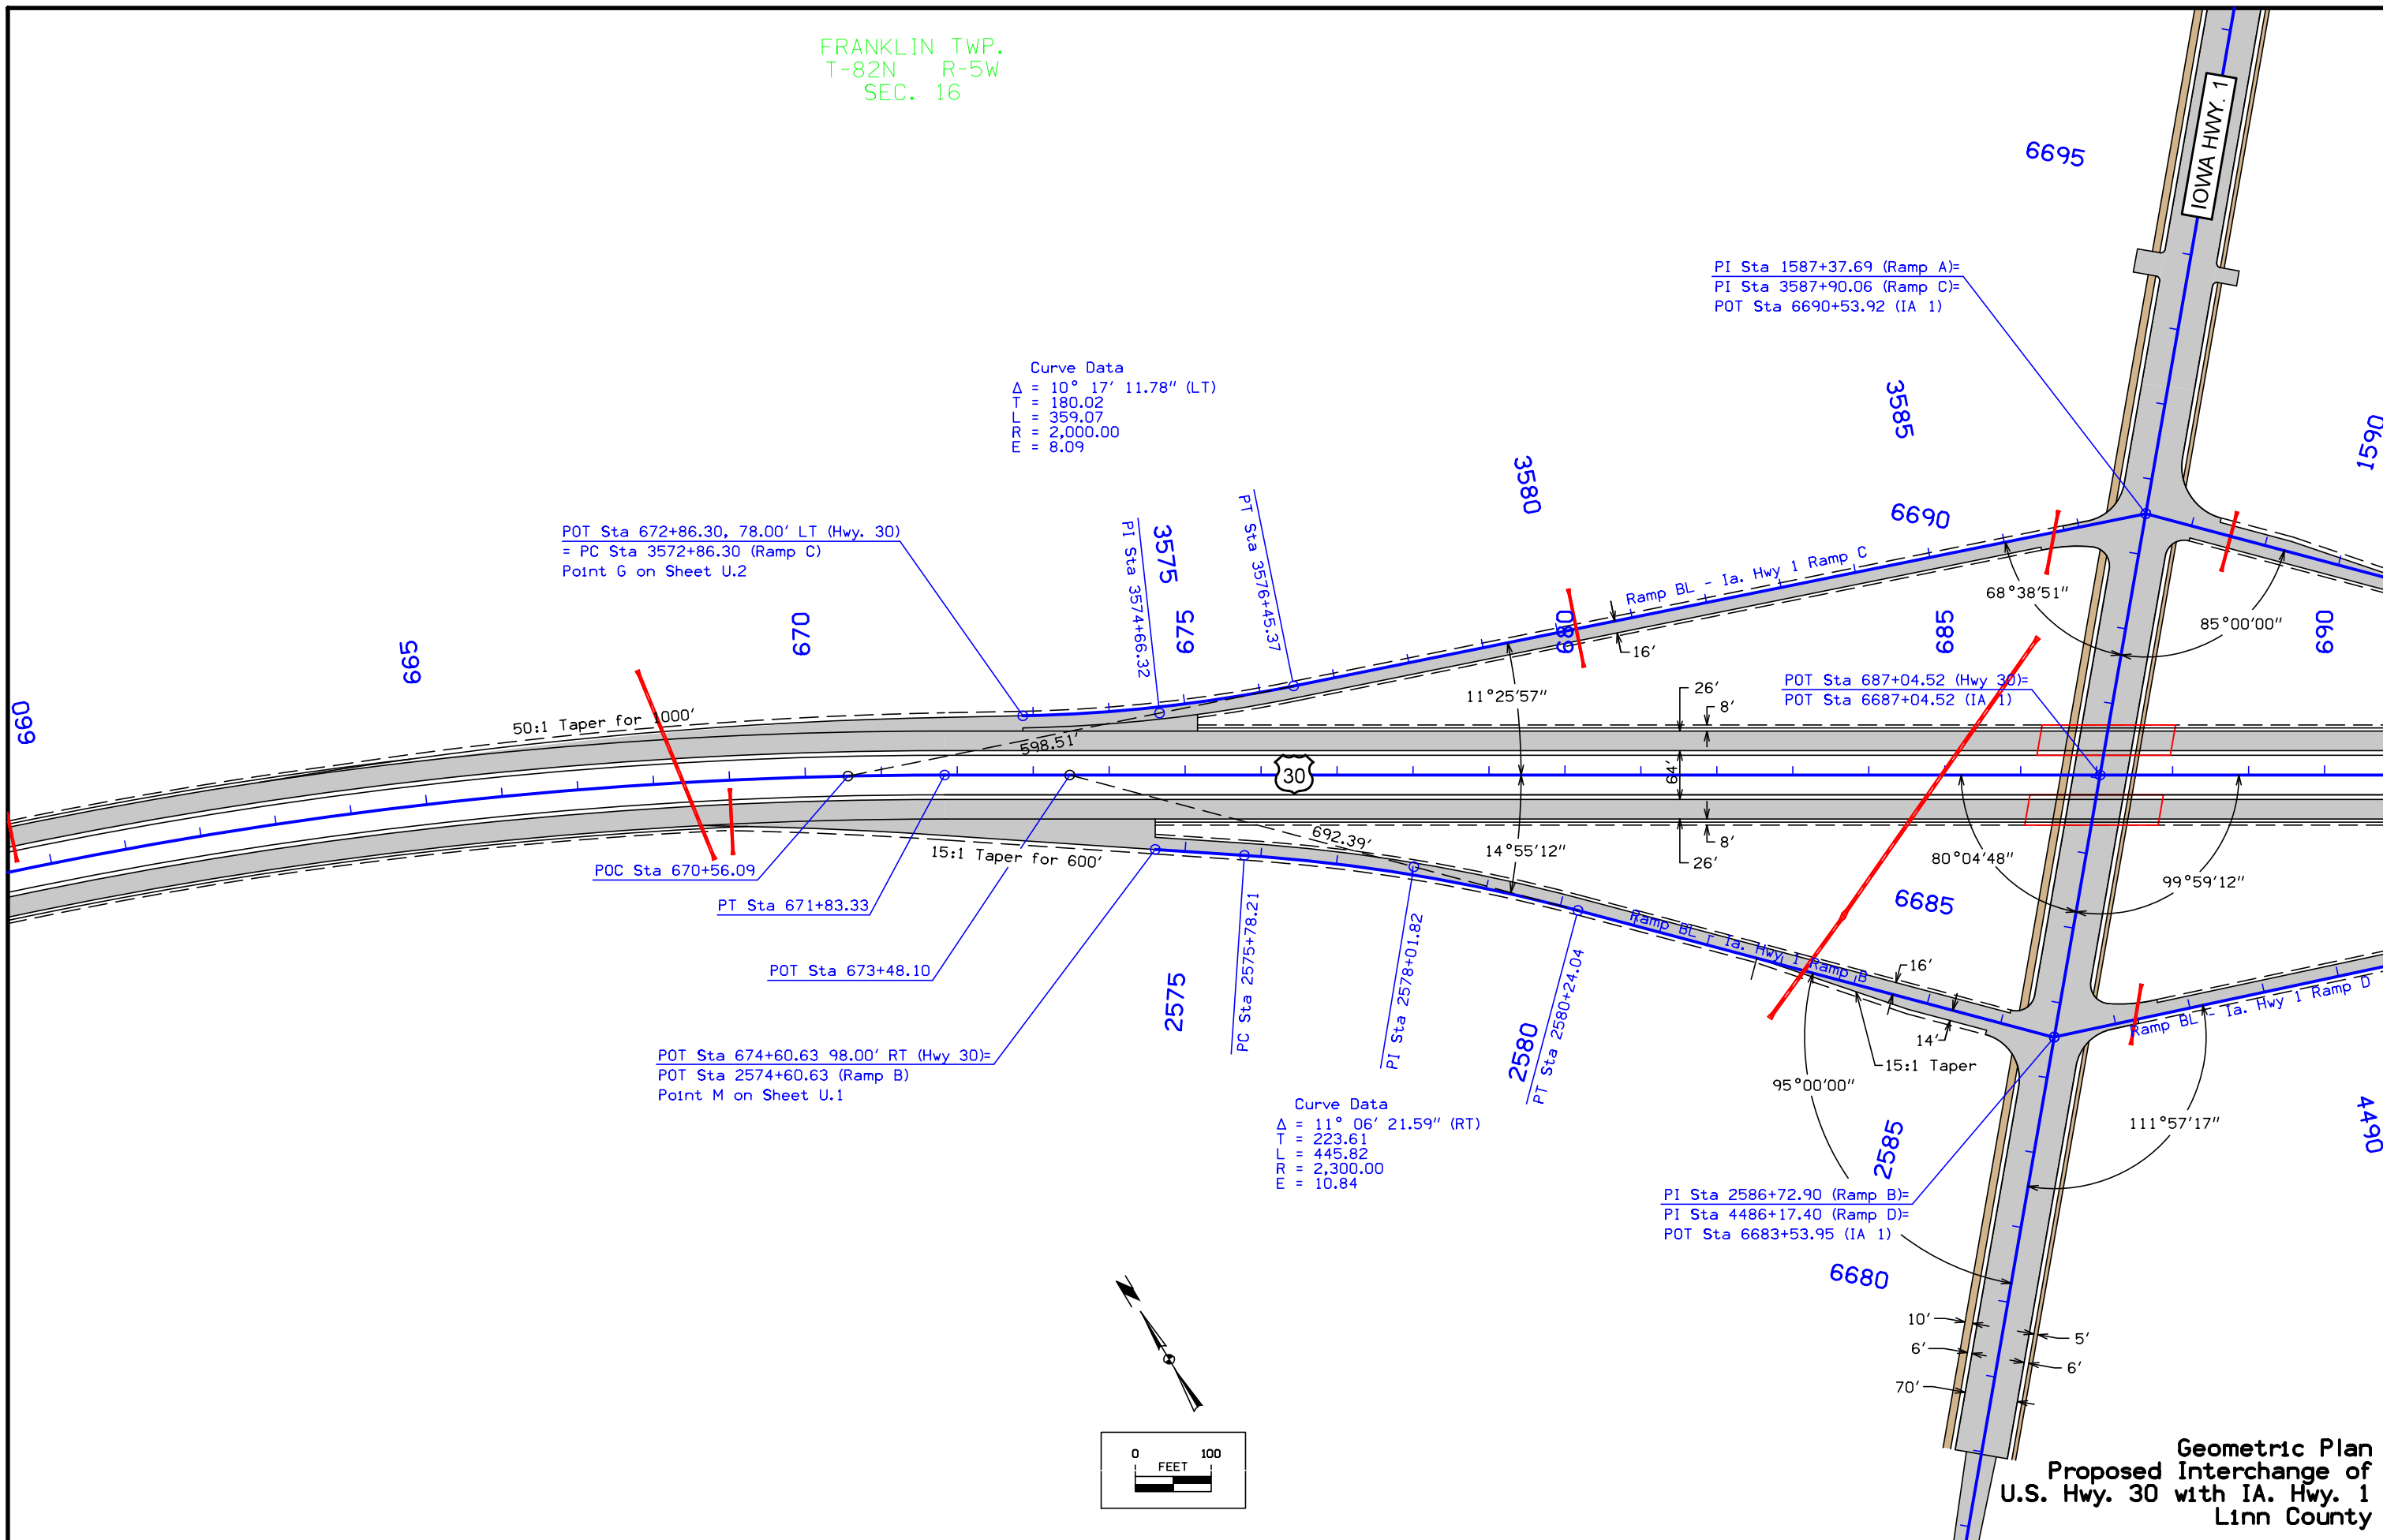 FRANKLIN TWP.
T-82N R-5W
SEC. 16
IOWA HWY. 1
6695
PI Sta 1587+37.69 (Ramp A)=
PI Sta 3587+90.06 (Ramp C)=
POT Sta 6690+53.92 (IA 1)
Curve Data
Δ = 10° 17' 11.78" (LT)
T = 180.02
L = 359.07
R = 2,000.00
E = 8.09
3585
1590
3580
6690
POT Sta 672+86.30, 78.00' LT (Hwy. 30)
= PC Sta 3572+86.30 (Ramp C)
Point G on Sheet U.2
PI Sta 3574+66.32
3575
PT Sta 3576+45.37
Ramp BL - Ia. Hwy 1 Ramp C
68°38'51"
85°00'00"
660
665
670
675
680
685
690
16'
50:1 Taper for 1000'
598.51'
11°25'57"
26'
8'
POT Sta 687+04.52 (Hwy 30)=
POT Sta 6687+04.52 (IA 1)
30
64'
692.39'
14°55'12"
8'
26'
15:1 Taper for 600'
80°04'48"
99°59'12"
POC Sta 670+56.09
PT Sta 671+83.33
POT Sta 673+48.10
6685
Ramp BL - Ia. Hwy 1 Ramp B
16'
14'
15:1 Taper
Ramp BL - Ia. Hwy 1 Ramp D
2575
PC Sta 2575+78.21
PI Sta 2578+01.82
2580
PT Sta 2580+24.04
POT Sta 674+60.63 98.00' RT (Hwy 30)=
POT Sta 2574+60.63 (Ramp B)
Point M on Sheet U.1
95°00'00"
111°57'17"
2585
4490
Curve Data
Δ = 11° 06' 21.59" (RT)
T = 223.61
L = 445.82
R = 2,300.00
E = 10.84
PI Sta 2586+72.90 (Ramp B)=
PI Sta 4486+17.40 (Ramp D)=
POT Sta 6683+53.95 (IA 1)
6680
10'
5'
6'
6'
70'
N
0 100
FEET
Geometric Plan
Proposed Interchange of
U.S. Hwy. 30 with IA. Hwy. 1
Linn County